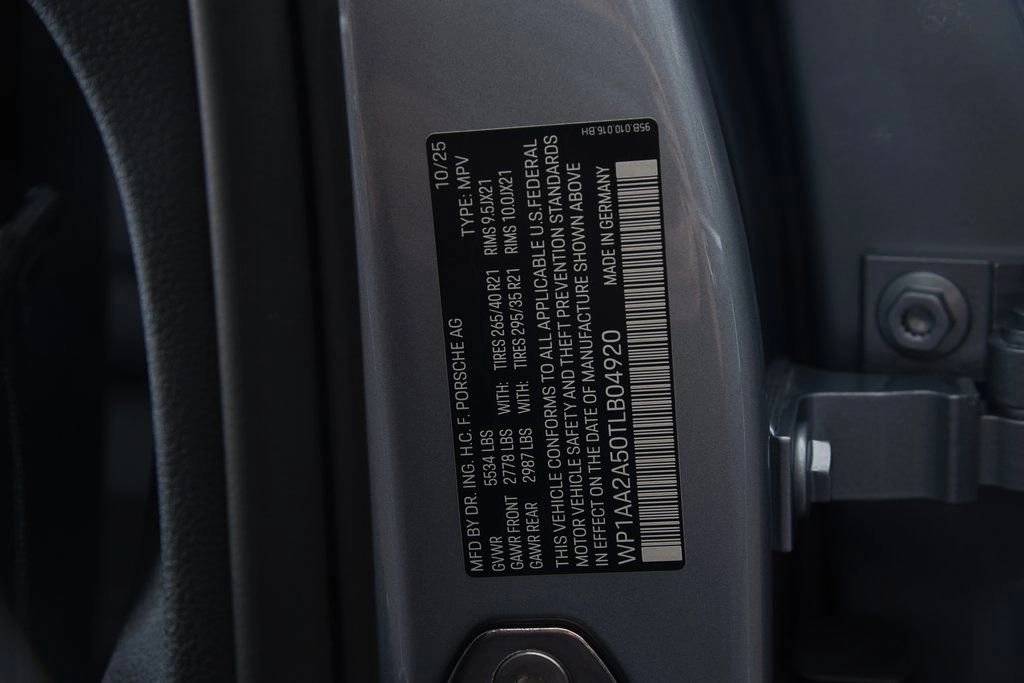 MFD BY DR. ING. H.C. F. PORSCHE AG 10/25
GVWR 5534 LBS TYPE: MPV
GAWR FRONT 2778 LBS WITH: TIRES 265/40 R21 RIMS 9.5JX21
GAWR REAR 2987 LBS WITH: TIRES 295/35 R21 RIMS 10.0JX21
THIS VEHICLE CONFORMS TO ALL APPLICABLE U.S. FEDERAL
MOTOR VEHICLE SAFETY AND THEFT PREVENTION STANDARDS
IN EFFECT ON THE DATE OF MANUFACTURE SHOWN ABOVE
WP1AA2A50TLB04920 MADE IN GERMANY
95B.010.016.BH